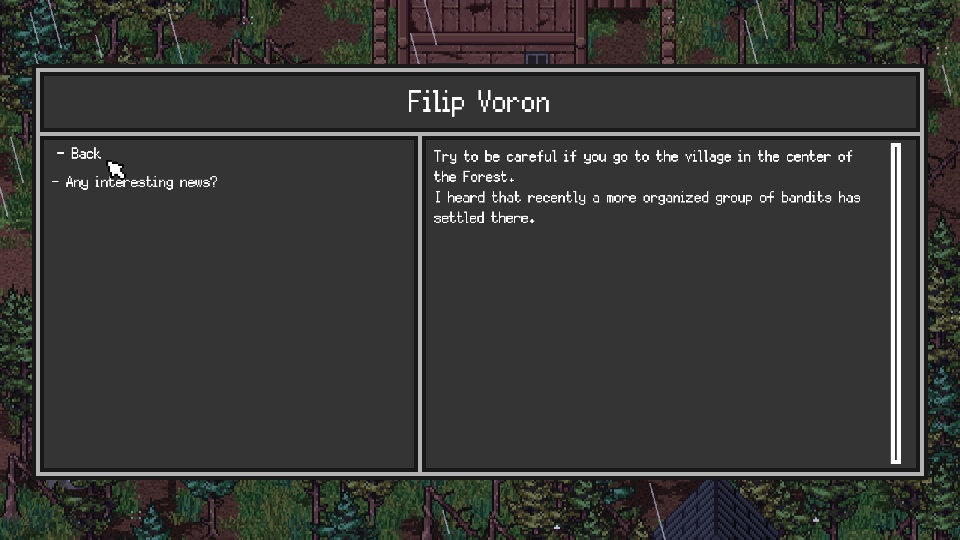 Filip Voron
- Back
- Any interesting news?
Try to be careful if you go to the village in the center of
the Forest.
I heard that recently a more organized group of bandits has
settled there.